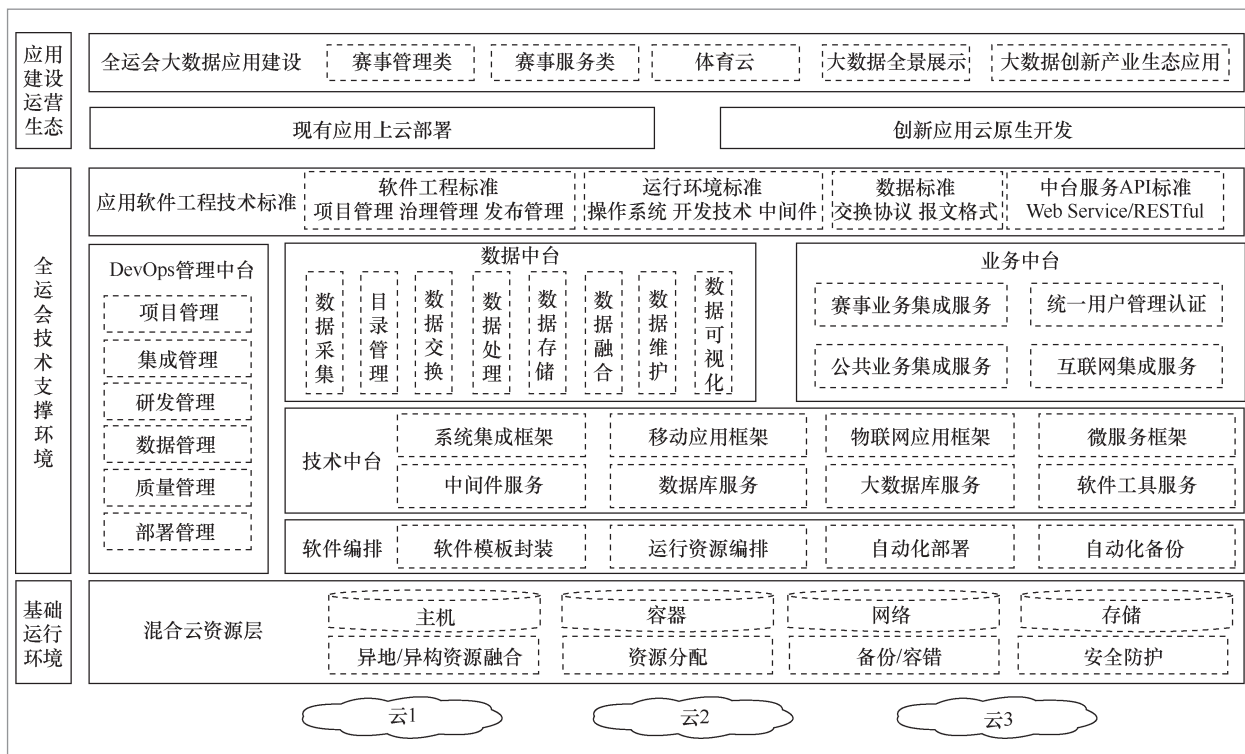 应用
建设
运营
生态
全运会大数据应用建设
赛事管理类
赛事服务类
体育云
大数据全景展示
大数据创新产业生态应用
现有应用上云部署
创新应用云原生开发
全运会技术支撑环境
应用软件工程技术标准
软件工程标准
项目管理 治理管理 发布管理
运行环境标准
操作系统 开发技术 中间件
数据标准
交换协议 报文格式
中台服务API标准
Web Service/RESTful
DevOps管理中台
项目管理
集成管理
研发管理
数据管理
质量管理
部署管理
数据中台
数据采集
目录管理
数据交换
数据处理
数据存储
数据融合
数据维护
数据可视化
业务中台
赛事业务集成服务
统一用户管理认证
公共业务集成服务
互联网集成服务
技术中台
系统集成框架
移动应用框架
物联网应用框架
微服务框架
中间件服务
数据库服务
大数据库服务
软件工具服务
软件编排
软件模板封装
运行资源编排
自动化部署
自动化备份
基础
运行
环境
混合云资源层
主机
容器
网络
存储
异地/异构资源融合
资源分配
备份/容错
安全防护
云1
云2
云3